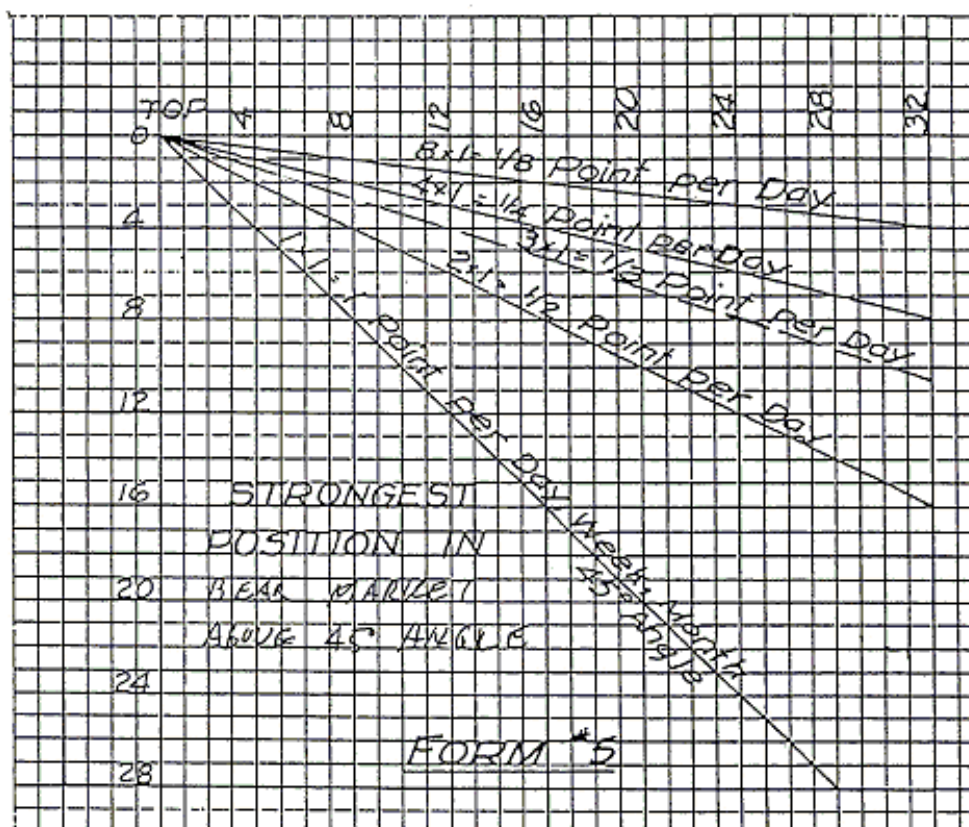 TOP 4 8 12 16 20 24 28 32
0
8x1= 1/8 Point per Day
4x1 = 1/4 Point per Day
3x1= 1/3 Point per Day
2x1= 1/2 Point per Day
1x1=1 Point per Day Week, Month
45° Angle
4
8
12
16
STRONGEST
POSITION IN
20
BEAR MARKET
ABOVE 45 ANGLE
24
FORM #5
28